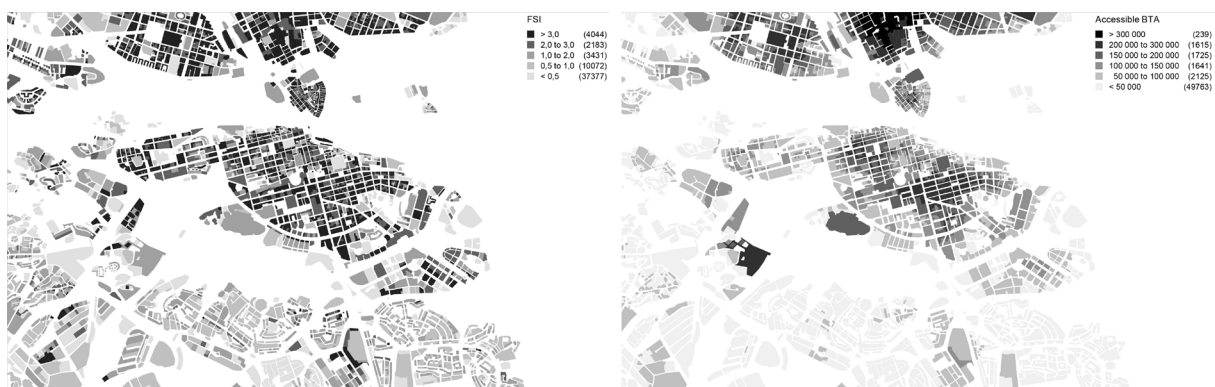 FSI
> 3,0 (4044)
2,0 to 3,0 (2183)
1,0 to 2,0 (3431)
0,5 to 1,0 (10072)
< 0,5 (37377)
Accessible BTA
> 300 000 (239)
200 000 to 300 000 (1615)
150 000 to 200 000 (1725)
100 000 to 150 000 (1641)
50 000 to 100 000 (2125)
< 50 000 (49763)